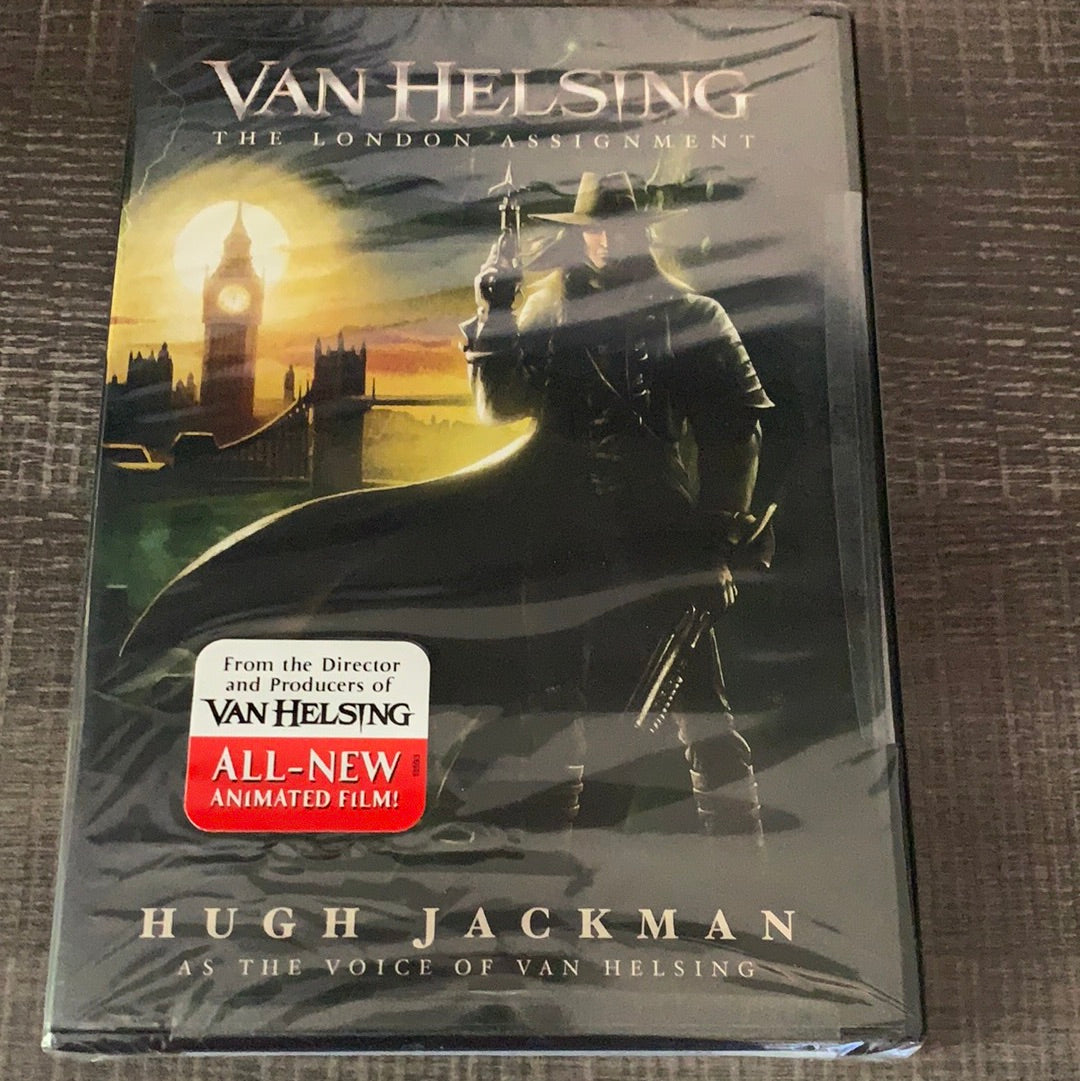 VAN HELSING
THE LONDON ASSIGNMENT
From the Director
and Producers of
VAN HELSING
ALL-NEW
ANIMATED FILM!
HUGH JACKMAN
AS THE VOICE OF VAN HELSING